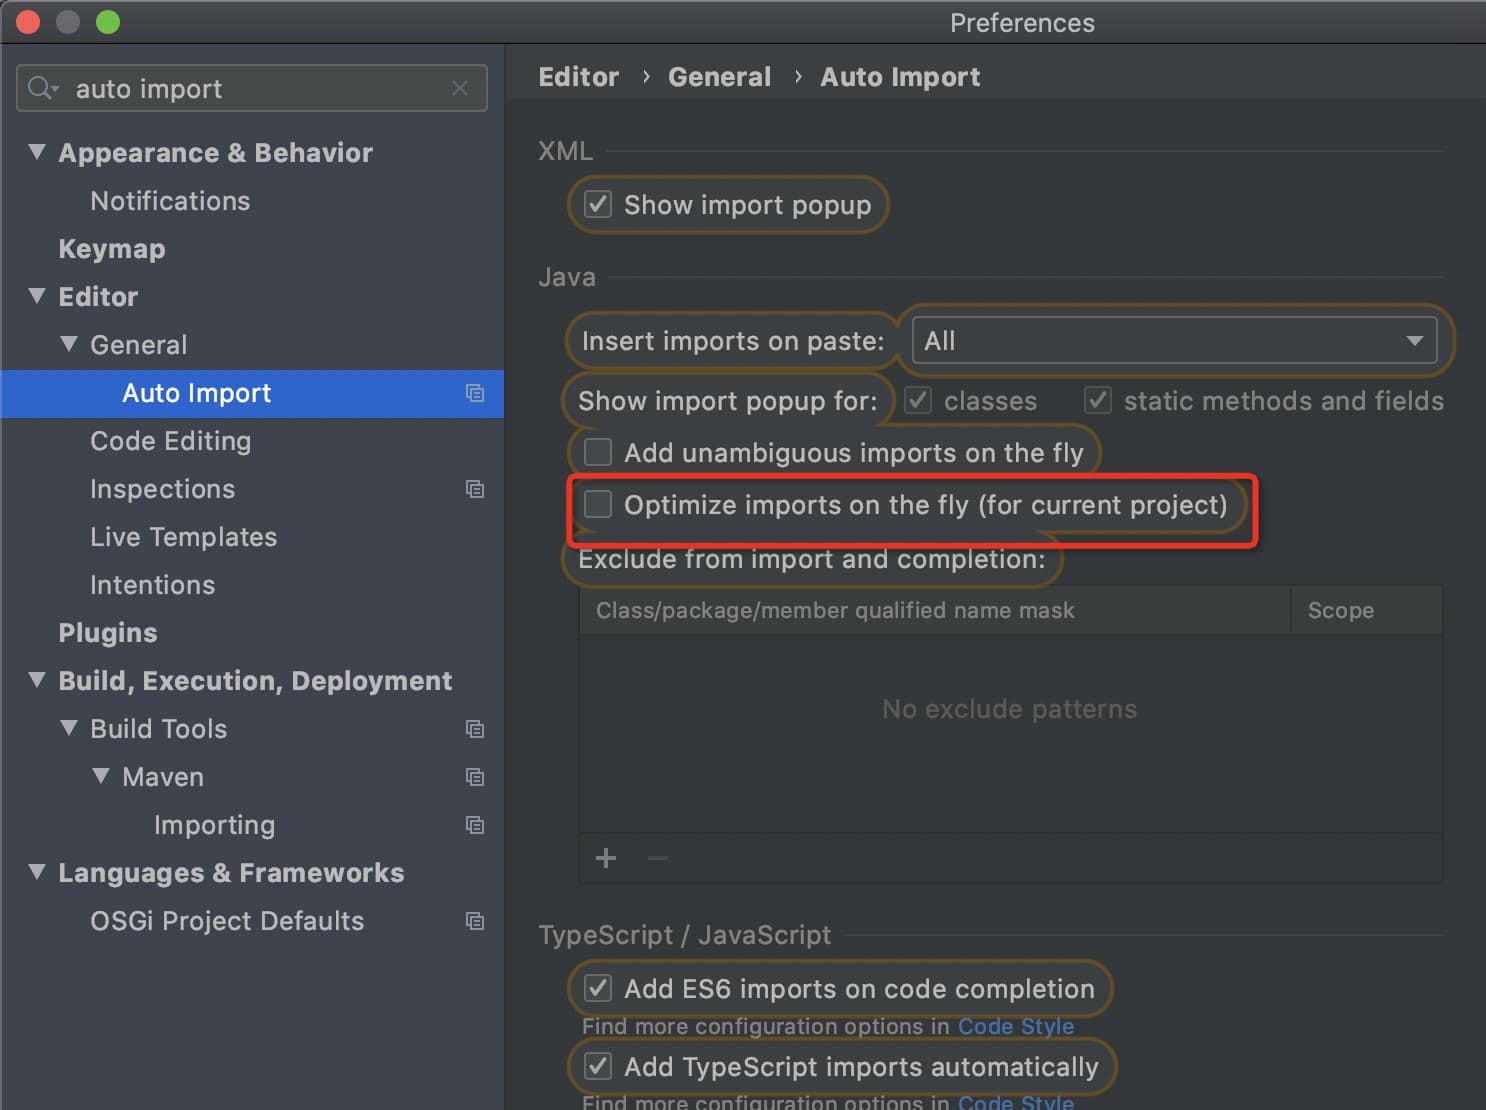 Preferences
auto import
Appearance & Behavior
Notifications
Keymap
Editor
General
Auto Import
Code Editing
Inspections
Live Templates
Intentions
Plugins
Build, Execution, Deployment
Build Tools
Maven
Importing
Languages & Frameworks
OSGi Project Defaults
Editor › General › Auto Import
XML
Show import popup
Java
Insert imports on paste: All
Show import popup for: classes static methods and fields
Add unambiguous imports on the fly
Optimize imports on the fly (for current project)
Exclude from import and completion:
Class/package/member qualified name mask Scope
No exclude patterns
TypeScript / JavaScript
Add ES6 imports on code completion
Find more configuration options in Code Style
Add TypeScript imports automatically
Find more configuration options in Code Style